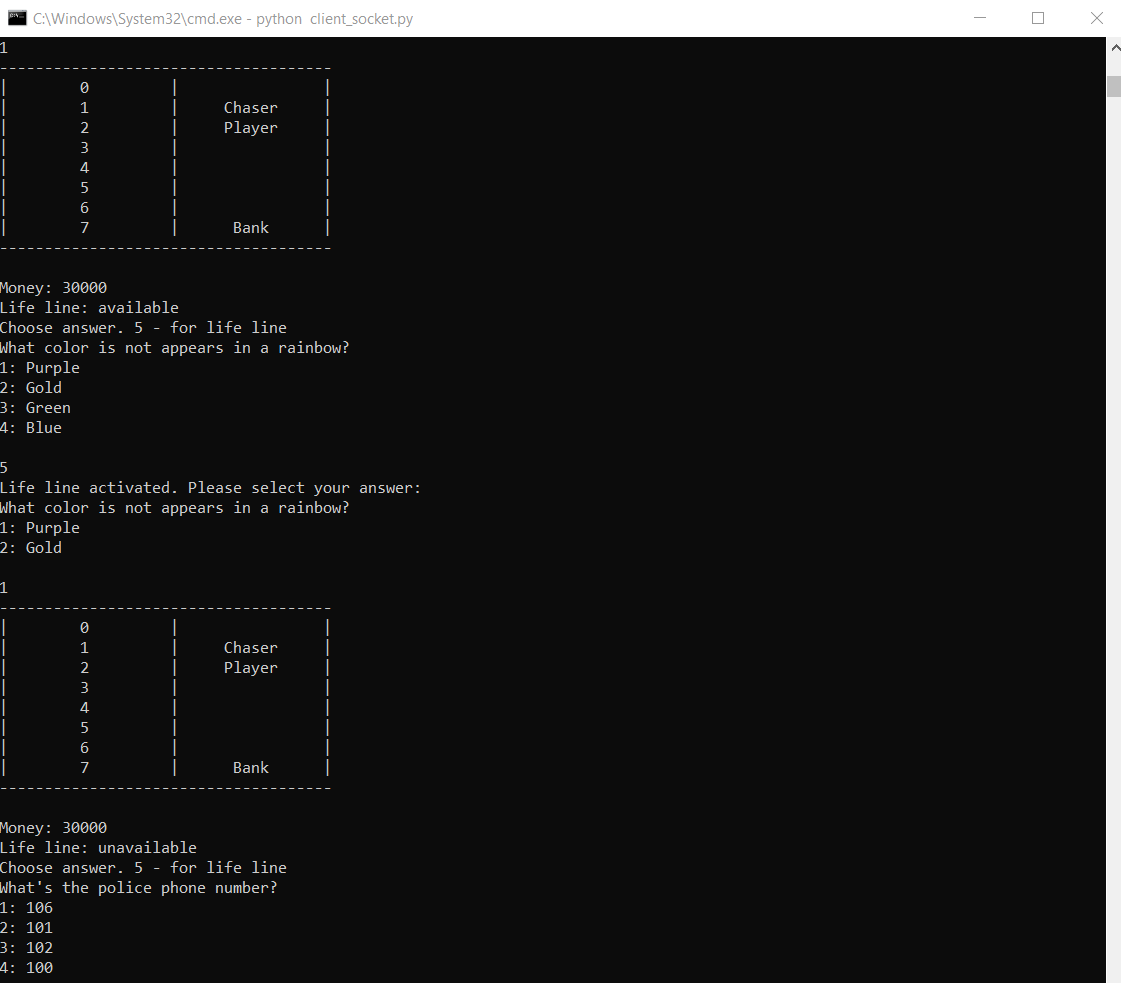 C:\Windows\System32\cmd.exe - python  client_socket.py
1
-------------------------------------
|        0         |                |
|        1         |     Chaser     |
|        2         |     Player     |
|        3         |                |
|        4         |                |
|        5         |                |
|        6         |                |
|        7         |      Bank      |
-------------------------------------
Money: 30000
Life line: available
Choose answer. 5 - for life line
What color is not appears in a rainbow?
1: Purple
2: Gold
3: Green
4: Blue
5
Life line activated. Please select your answer:
What color is not appears in a rainbow?
1: Purple
2: Gold
1
-------------------------------------
|        0         |                |
|        1         |     Chaser     |
|        2         |     Player     |
|        3         |                |
|        4         |                |
|        5         |                |
|        6         |                |
|        7         |      Bank      |
-------------------------------------
Money: 30000
Life line: unavailable
Choose answer. 5 - for life line
What's the police phone number?
1: 106
2: 101
3: 102
4: 100